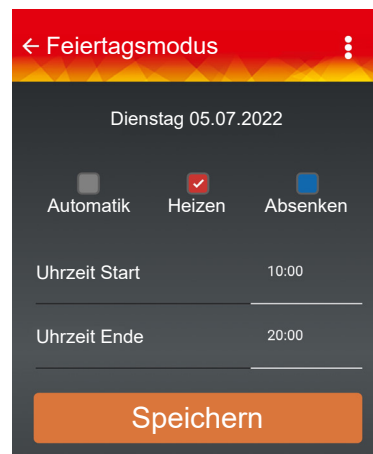 ← Feiertagsmodus
Dienstag 05.07.2022
Automatik Heizen Absenken
Uhrzeit Start 10:00
Uhrzeit Ende 20:00
Speichern